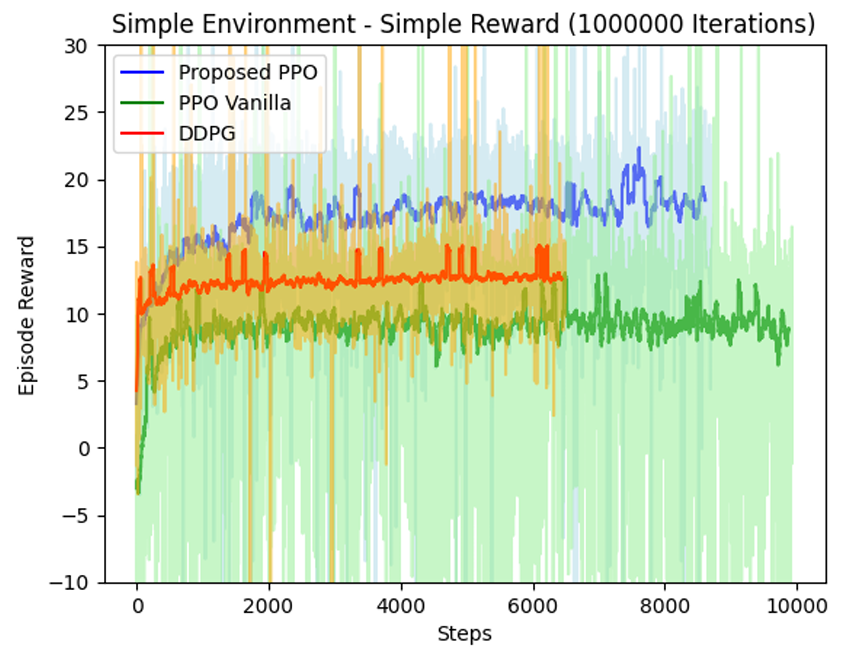 Simple Environment - Simple Reward (1000000 Iterations)
30
25
20
15
10
5
0
−5
−10
Episode Reward
Proposed PPO
PPO Vanilla
DDPG
0 2000 4000 6000 8000 10000
Steps